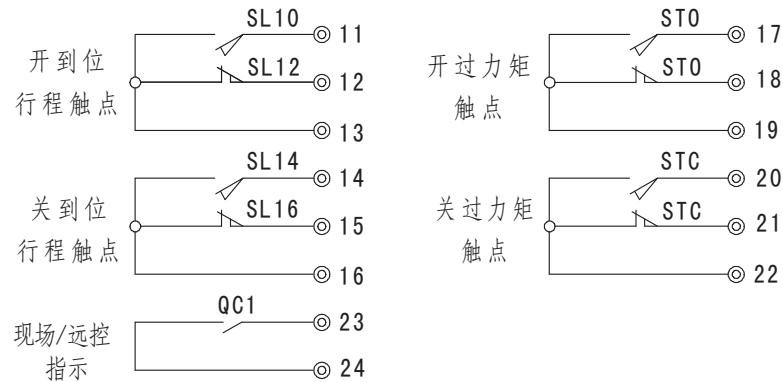 SL10
11
开到位
SL12
12
行程触点
13
SL14
14
关到位
SL16
15
行程触点
16
QC1
23
现场/远控
指示
24
STO
17
开过力矩
STO
18
触点
19
STC
20
关过力矩
STC
21
触点
22